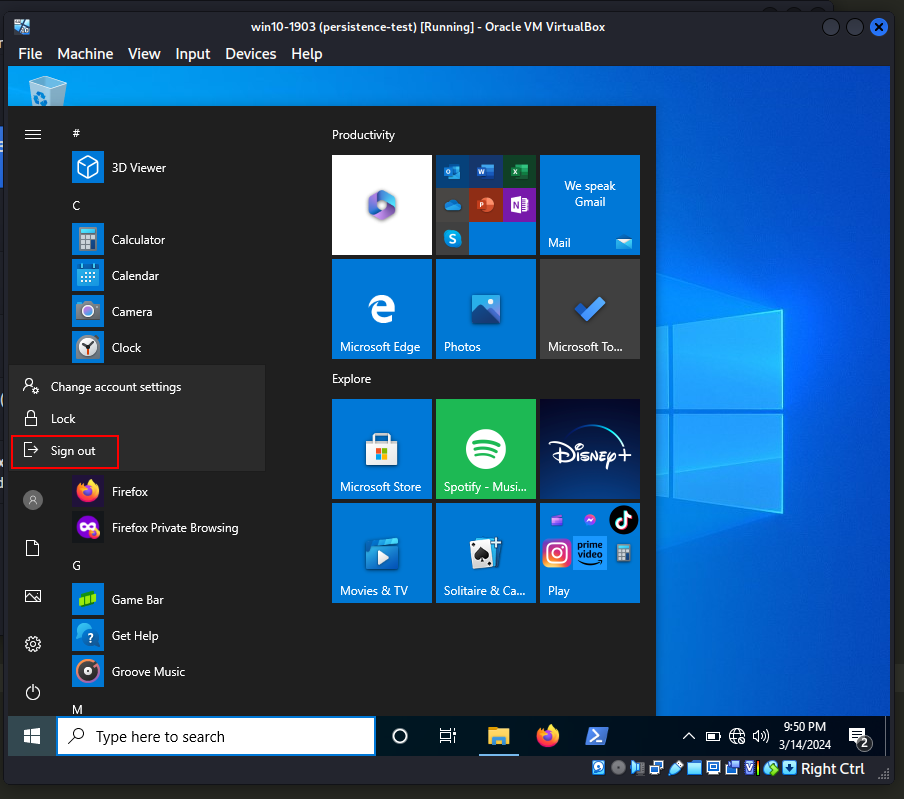 win10-1903 (persistence-test) [Running] - Oracle VM VirtualBox
File Machine View Input Devices Help
#
3D Viewer
C
Calculator
Calendar
Camera
Clock
Change account settings
Lock
Sign out
Firefox
Firefox Private Browsing
G
Game Bar
Get Help
Groove Music
M
Productivity
We speak
Gmail
Mail
Microsoft Edge
Photos
Microsoft To...
Explore
Microsoft Store
Spotify - Musi...
Disney+
Movies & TV
Solitaire & Ca...
prime
video
Play
Type here to search
9:50 PM
3/14/2024
2
Right Ctrl